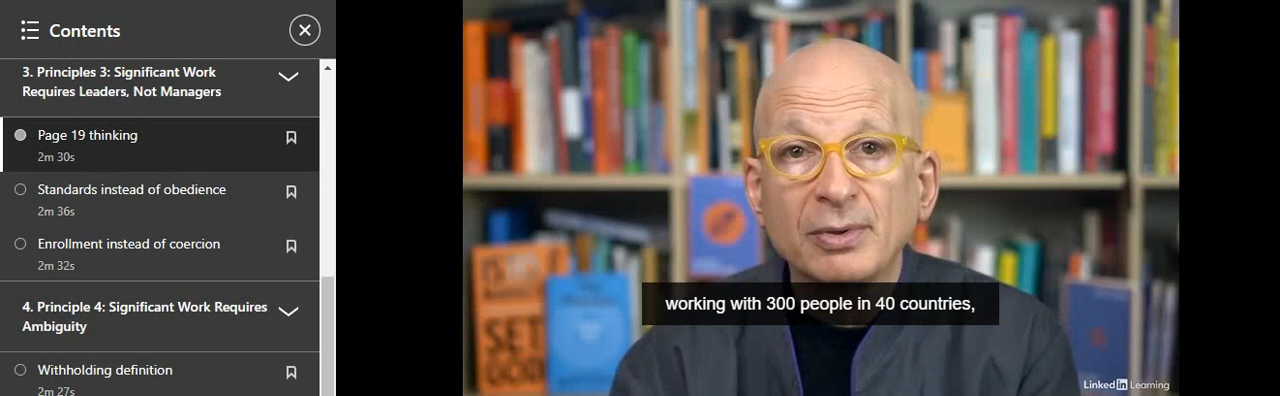 Contents
3. Principles 3: Significant Work
Requires Leaders, Not Managers
Page 19 thinking
2m 30s
Standards instead of obedience
2m 36s
Enrollment instead of coercion
2m 32s
4. Principle 4: Significant Work Requires
Ambiguity
Withholding definition
2m 27s
working with 300 people in 40 countries,
LinkedIn Learning